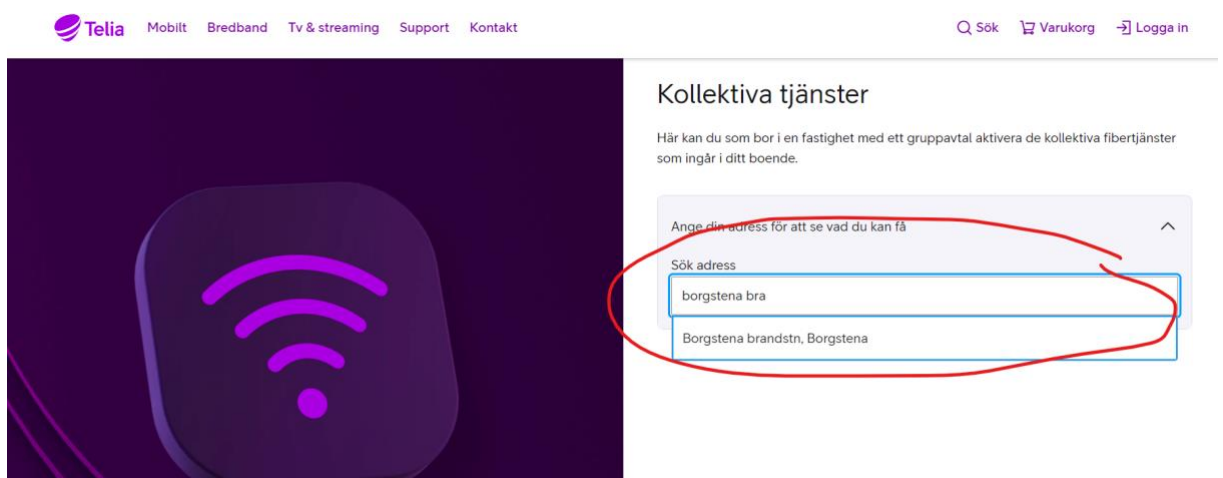 Telia Mobilt Bredband Tv & streaming Support Kontakt Sök Varukorg Logga in
Kollektiva tjänster
Här kan du som bor i en fastighet med ett gruppavtal aktivera de kollektiva fibertjänster
som ingår i ditt boende.
Ange din adress för att se vad du kan få
Sök adress
borgstena bra
Borgstena brandstn, Borgstena